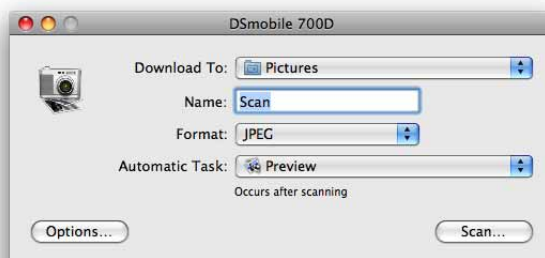 DSmobile 700D
Download To: Pictures
Name: Scan
Format: JPEG
Automatic Task: Preview
Occurs after scanning
Options... Scan...